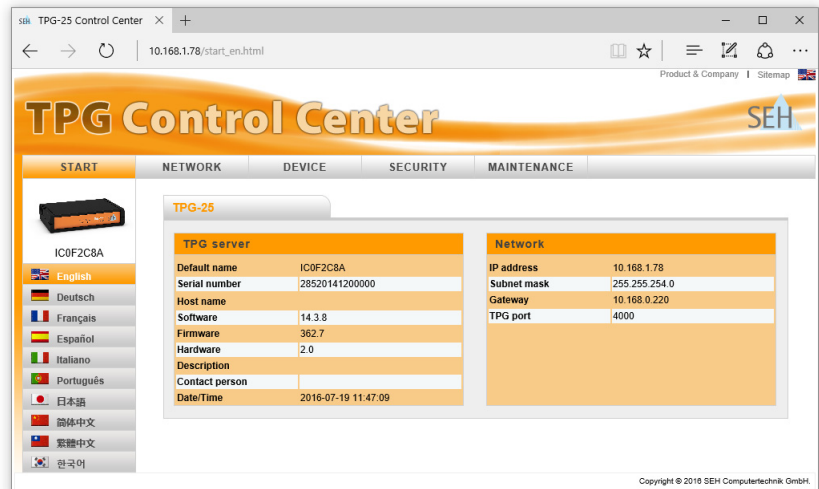 SEH TPG-25 Control Center
10.168.1.78/start_en.html
Product & Company | Sitemap
TPG Control Center
SEH
START NETWORK DEVICE SECURITY MAINTENANCE
TPG-25
IC0F2C8A
English
Deutsch
Français
Español
Italiano
Português
日本語
简体中文
繁體中文
한국어
TPG server
Default name IC0F2C8A
Serial number 28520141200000
Host name
Software 14.3.8
Firmware 362.7
Hardware 2.0
Description
Contact person
Date/Time 2016-07-19 11:47:09
Network
IP address 10.168.1.78
Subnet mask 255.255.254.0
Gateway 10.168.0.220
TPG port 4000
Copyright © 2016 SEH Computertechnik GmbH.